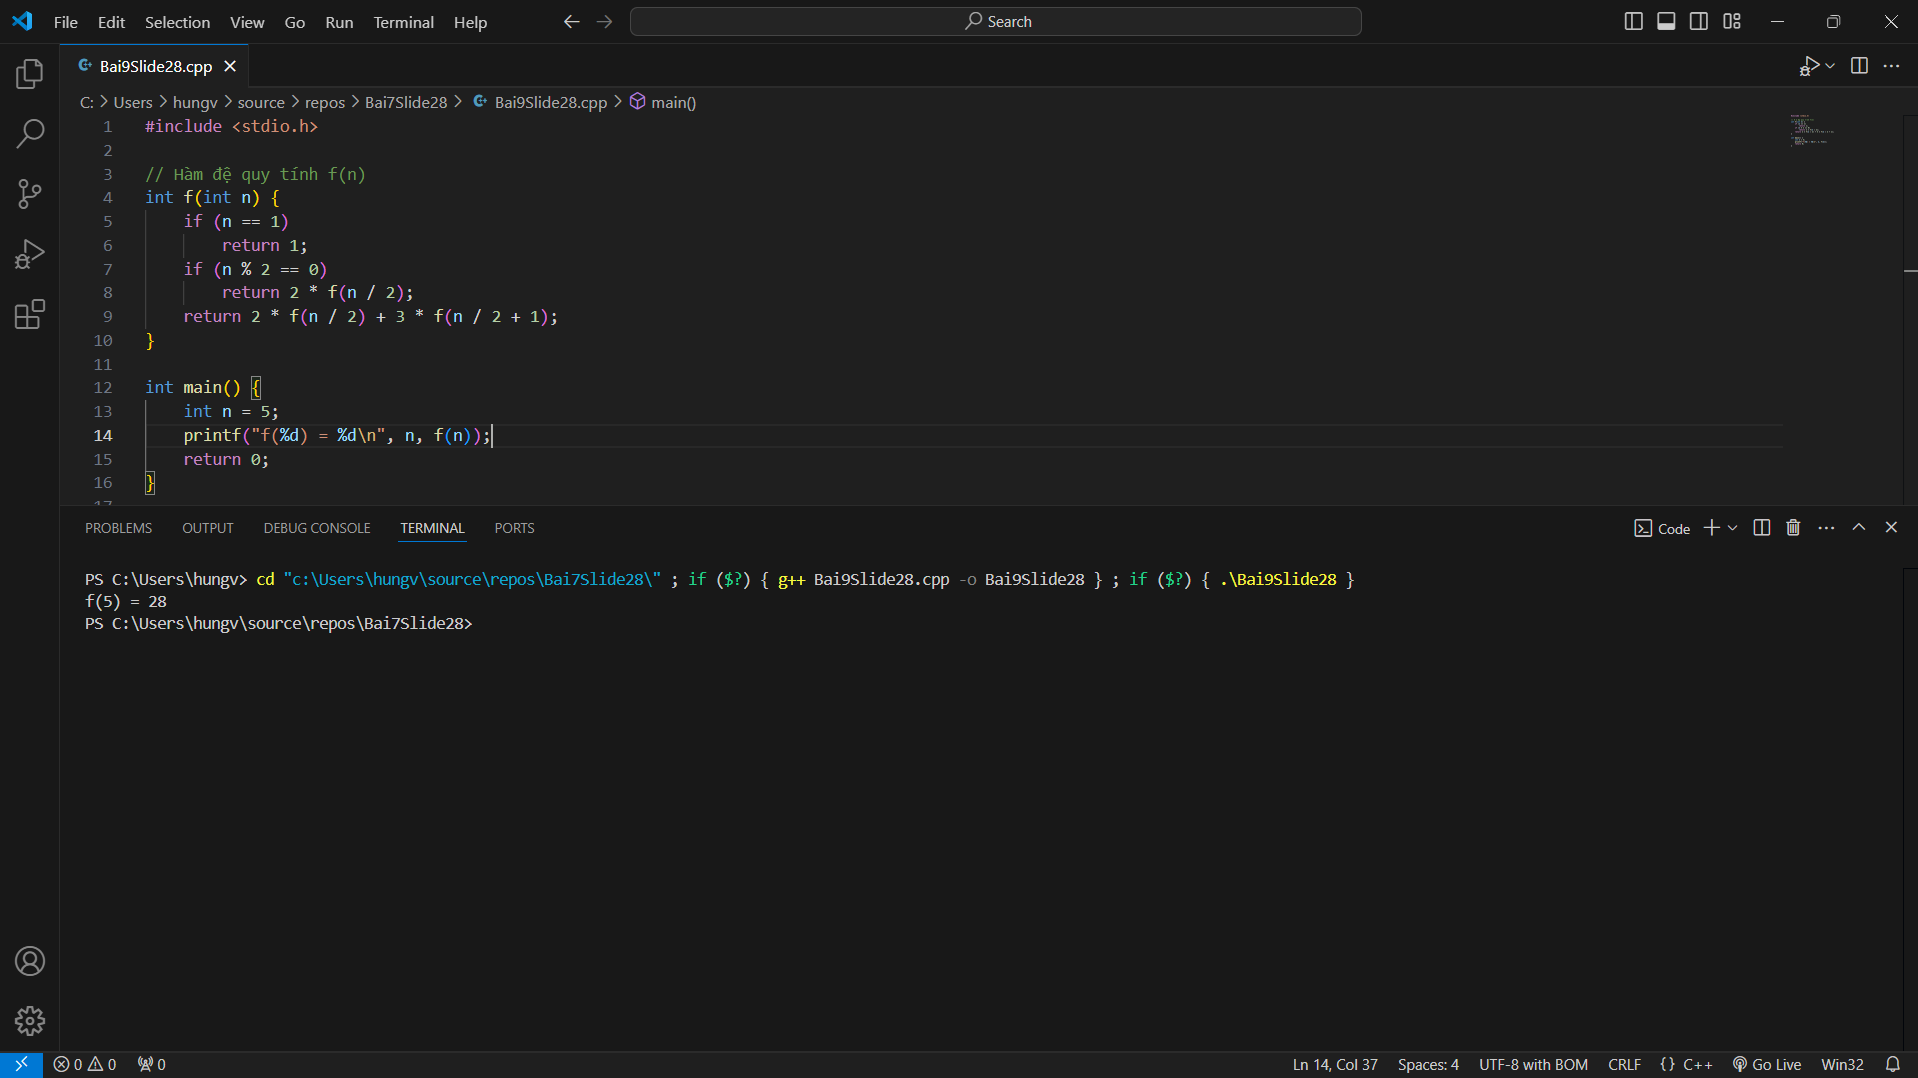 File Edit Selection View Go Run Terminal Help
Search
Bai9Slide28.cpp
C: > Users > hungv > source > repos > Bai7Slide28 > Bai9Slide28.cpp > main()
1 #include <stdio.h>
2
3 // Hàm đệ quy tính f(n)
4 int f(int n) {
5 if (n == 1)
6 return 1;
7 if (n % 2 == 0)
8 return 2 * f(n / 2);
9 return 2 * f(n / 2) + 3 * f(n / 2 + 1);
10 }
11
12 int main() {
13 int n = 5;
14 printf("f(%d) = %d\n", n, f(n));
15 return 0;
16 }
17
PROBLEMS OUTPUT DEBUG CONSOLE TERMINAL PORTS
Code
PS C:\Users\hungv> cd "c:\Users\hungv\source\repos\Bai7Slide28\" ; if ($?) { g++ Bai9Slide28.cpp -o Bai9Slide28 } ; if ($?) { .\Bai9Slide28 }
f(5) = 28
PS C:\Users\hungv\source\repos\Bai7Slide28>
0 0 0
Ln 14, Col 37 Spaces: 4 UTF-8 with BOM CRLF {} C++ Go Live Win32